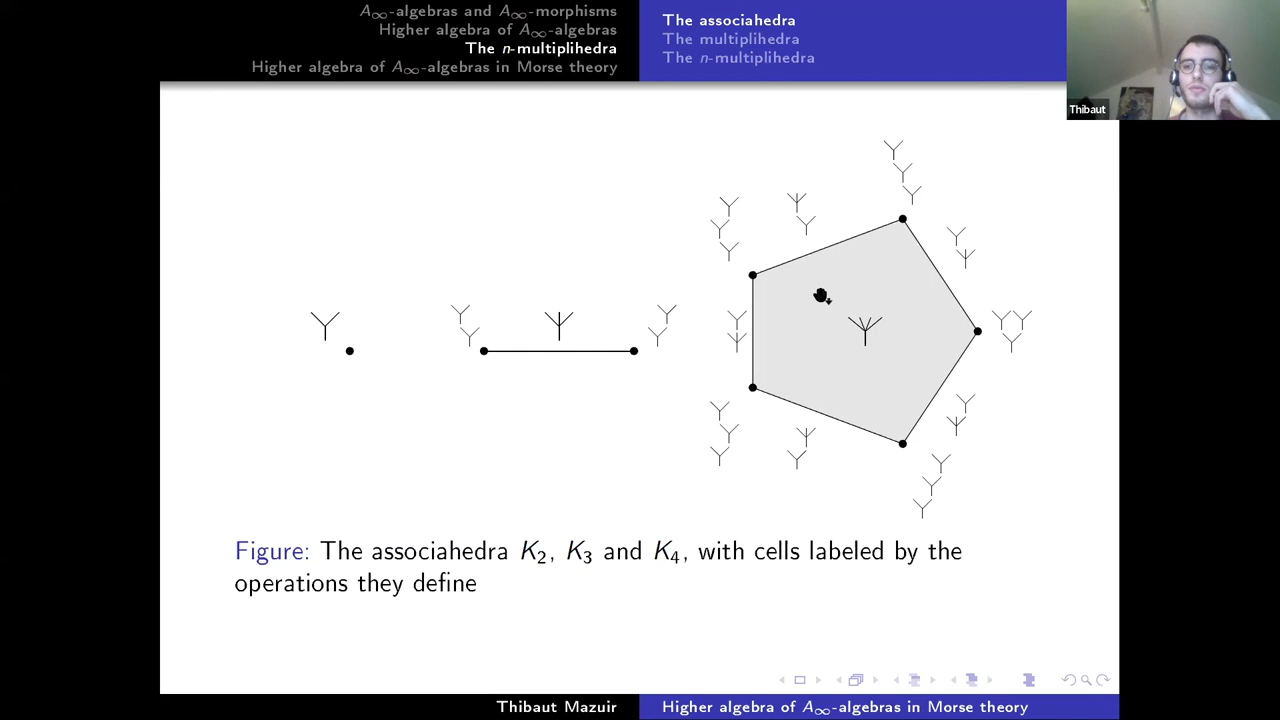 A∞-algebras and A∞-morphisms
Higher algebra of A∞-algebras
The n-multiplihedra
Higher algebra of A∞-algebras in Morse theory
The associahedra
The multiplihedra
The n-multiplihedra
Thibaut
Figure: The associahedra K₂, K₃ and K₄, with cells labeled by the
operations they define
Thibaut Mazuir
Higher algebra of A∞-algebras in Morse theory